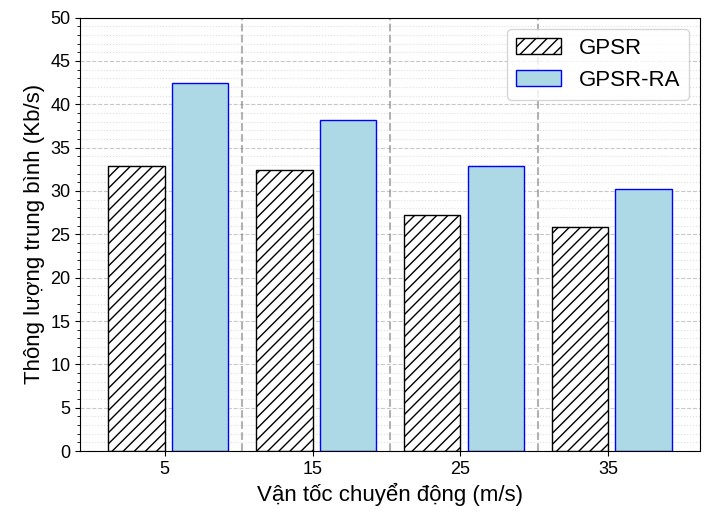 50
45
40
35
30
25
20
15
10
5
0
Thông lượng trung bình (Kb/s)
GPSR
GPSR-RA
5 15 25 35
Vận tốc chuyển động (m/s)